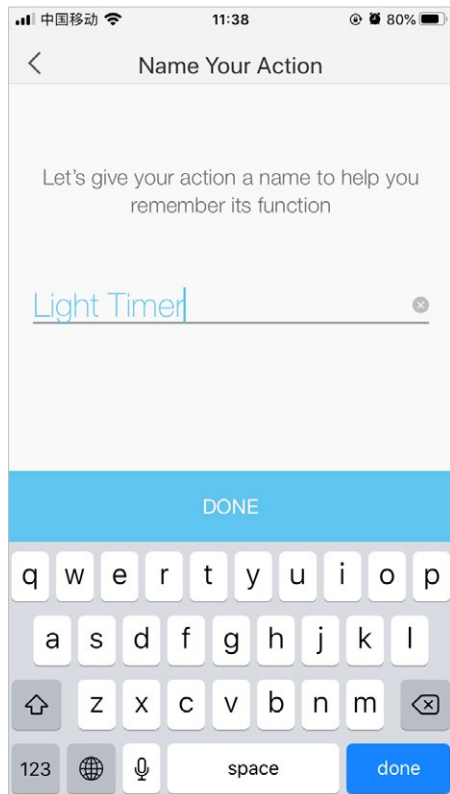 中国移动 11:38 80%
Name Your Action
Let's give your action a name to help you
remember its function
Light Timer
DONE
q w e r t y u i o p
a s d f g h j k l
z x c v b n m
123 space done